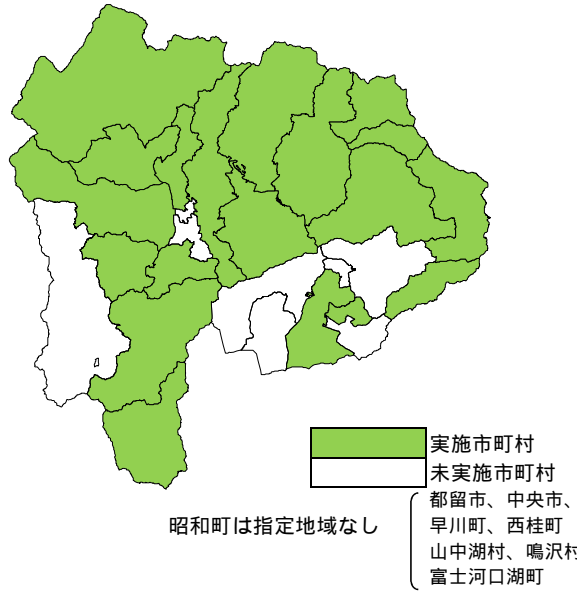 実施市町村
未実施市町村
都留市、中央市、
早川町、西桂町
山中湖村、鳴沢村
富士河口湖町
昭和町は指定地域なし